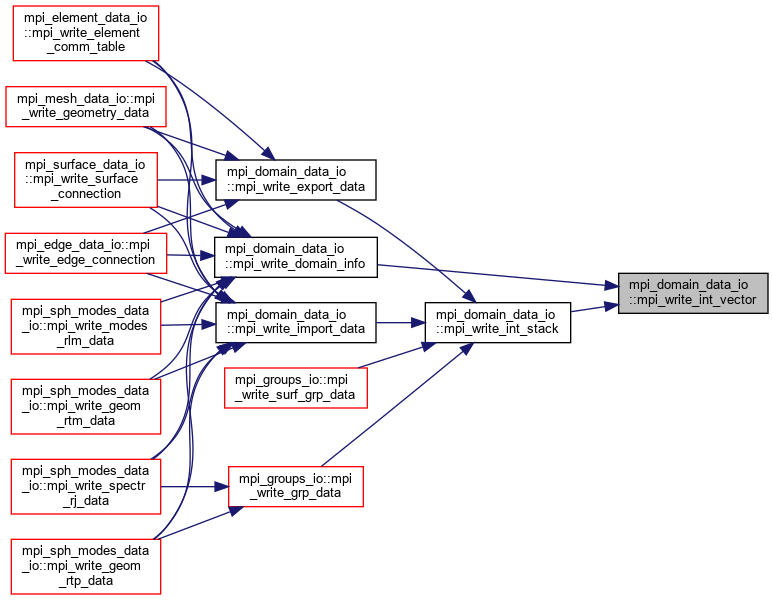 mpi_element_data_io
::mpi_write_element
_comm_table
mpi_mesh_data_io::mpi
_write_geometry_data
mpi_surface_data_io
::mpi_write_surface
_connection
mpi_edge_data_io::mpi
_write_edge_connection
mpi_sph_modes_data
_io::mpi_write_modes
_rlm_data
mpi_sph_modes_data
_io::mpi_write_geom
_rtm_data
mpi_sph_modes_data
_io::mpi_write_spectr
_rj_data
mpi_sph_modes_data
_io::mpi_write_geom
_rtp_data
mpi_domain_data_io
::mpi_write_export_data
mpi_domain_data_io
::mpi_write_domain_info
mpi_domain_data_io
::mpi_write_import_data
mpi_groups_io::mpi
_write_surf_grp_data
mpi_groups_io::mpi
_write_grp_data
mpi_domain_data_io
::mpi_write_int_stack
mpi_domain_data_io
::mpi_write_int_vector